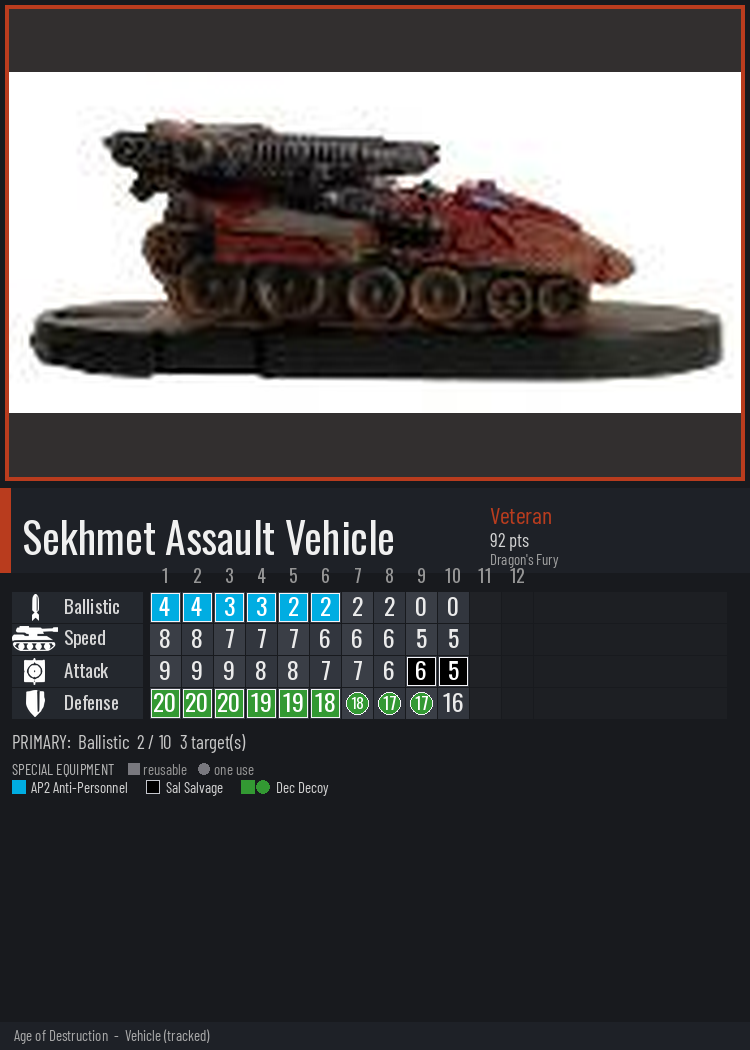 Sekhmet Assault Vehicle
Veteran
92 pts
Dragon's Fury
1 2 3 4 5 6 7 8 9 10 11 12
Ballistic 4 4 3 3 2 2 2 2 0 0
Speed 8 8 7 7 7 6 6 6 5 5
Attack 9 9 9 8 8 7 7 6 6 5
Defense 20 20 20 19 19 18 18 17 17 16
PRIMARY: Ballistic 2 / 10 3 target(s)
SPECIAL EQUIPMENT reusable one use
AP2 Anti-Personnel Sal Salvage Dec Decoy
Age of Destruction - Vehicle (tracked)